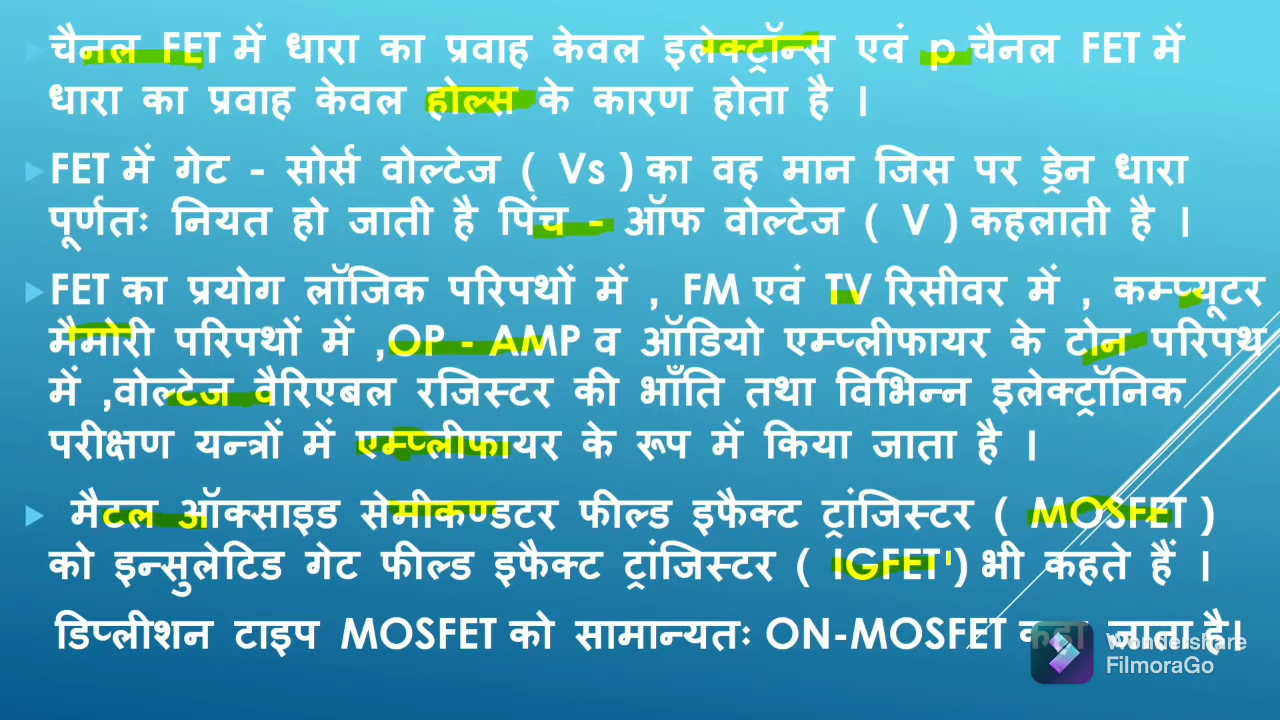 चैनल FET में धारा का प्रवाह केवल इलेक्ट्रॉन्स एवं p चैनल FET में
धारा का प्रवाह केवल होल्स के कारण होता है ।
FET में गेट - सोर्स वोल्टेज ( Vs ) का वह मान जिस पर ड्रेन धारा
पूर्णतः नियत हो जाती है पिंच - ऑफ वोल्टेज ( V ) कहलाती है ।
FET का प्रयोग लॉजिक परिपथों में , FM एवं TV रिसीवर में , कम्प्यूटर
मैमोरी परिपथों में ,OP - AMP व ऑडियो एम्प्लीफायर के टोन परिपथ
में ,वोल्टेज वैरिएबल रजिस्टर की भाँति तथा विभिन्न इलेक्ट्रॉनिक
परीक्षण यन्त्रों में एम्प्लीफायर के रूप में किया जाता है ।
मैटल ऑक्साइड सेमीकण्डटर फील्ड इफैक्ट ट्रांजिस्टर ( MOSFET )
को इन्सुलेटिड गेट फील्ड इफैक्ट ट्रांजिस्टर ( IGFET') भी कहते हैं ।
डिप्लीशन टाइप MOSFET को सामान्यतः ON-MOSFET कहा जाता है।
Wondershare
FilmoraGo